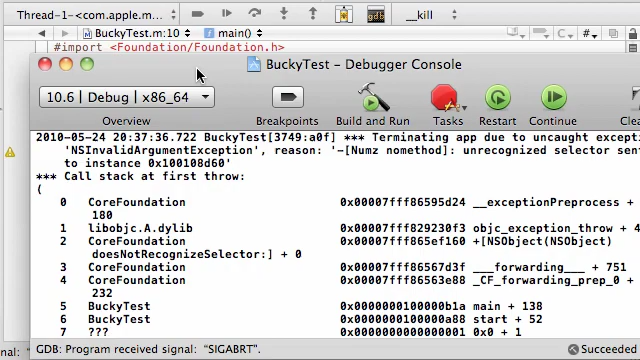 Thread-1-<com.apple.m... __kill
BuckyTest.m:10 main() #
#import <Foundation/Foundation.h>
BuckyTest – Debugger Console
10.6 | Debug | x86_64
Overview Breakpoints Build and Run Tasks Restart Continue Clea
2010-05-24 20:37:36.722 BuckyTest[3749:a0f] *** Terminating app due to uncaught except
'NSInvalidArgumentException', reason: '-[Numz nomethod]: unrecognized selector sen
to instance 0x100108d60'
*** Call stack at first throw:
(
0 CoreFoundation 0x00007fff86595d24 __exceptionPreprocess +
180
1 libobjc.A.dylib 0x00007fff829230f3 objc_exception_throw + 4
2 CoreFoundation 0x00007fff865ef160 +[NSObject(NSObject)
doesNotRecognizeSelector:] + 0
3 CoreFoundation 0x00007fff86567d3f ___forwarding___ + 751
4 CoreFoundation 0x00007fff86563e88 _CF_forwarding_prep_0 +
232
5 BuckyTest 0x0000000100000b1a main + 138
6 BuckyTest 0x0000000100000a88 start + 52
7 ??? 0x0000000000000001 0x0 + 1
GDB: Program received signal: "SIGABRT". Succeeded